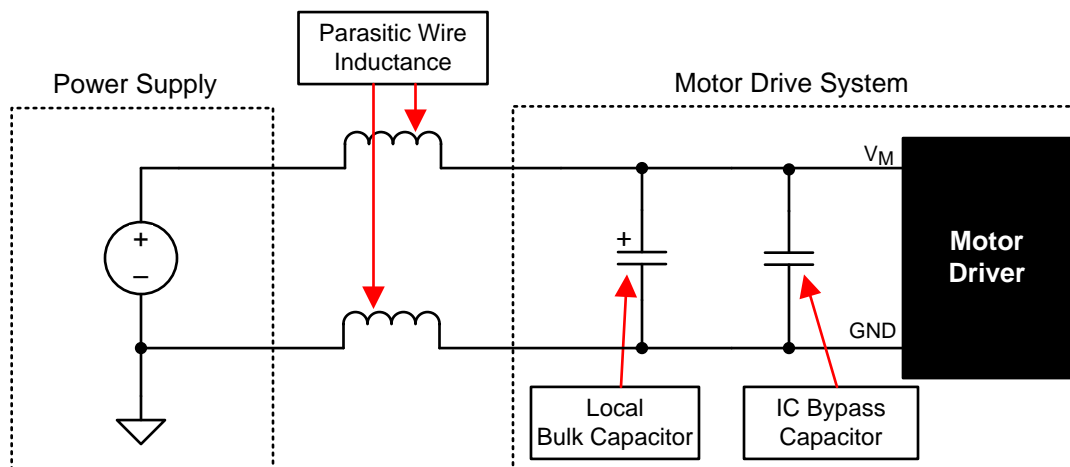 Parasitic Wire
Inductance
Power Supply
Motor Drive System
VM
+
+
–
Motor
Driver
GND
Local
Bulk Capacitor
IC Bypass
Capacitor